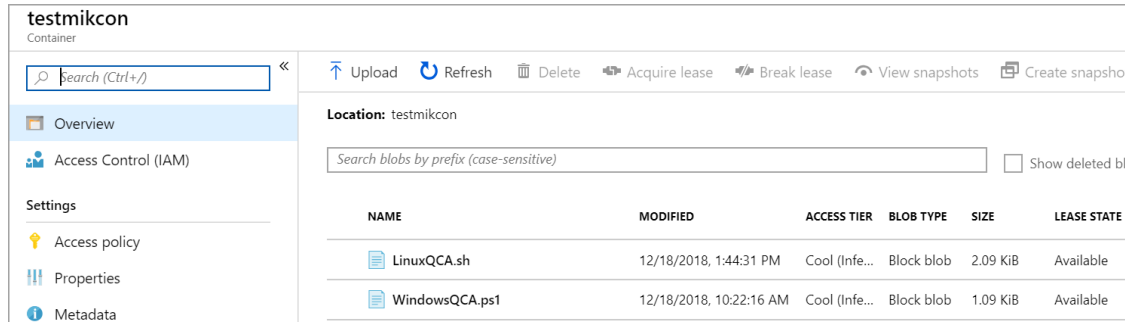 testmikcon
Container
Search (Ctrl+/)
«
Overview
Access Control (IAM)
Settings
Access policy
Properties
Metadata
Upload Refresh Delete Acquire lease Break lease View snapshots Create snapsho
Location: testmikcon
Search blobs by prefix (case-sensitive)
Show deleted bl
NAME MODIFIED ACCESS TIER BLOB TYPE SIZE LEASE STATE
LinuxQCA.sh 12/18/2018, 1:44:31 PM Cool (Infe... Block blob 2.09 KiB Available
WindowsQCA.ps1 12/18/2018, 10:22:16 AM Cool (Infe... Block blob 1.09 KiB Available